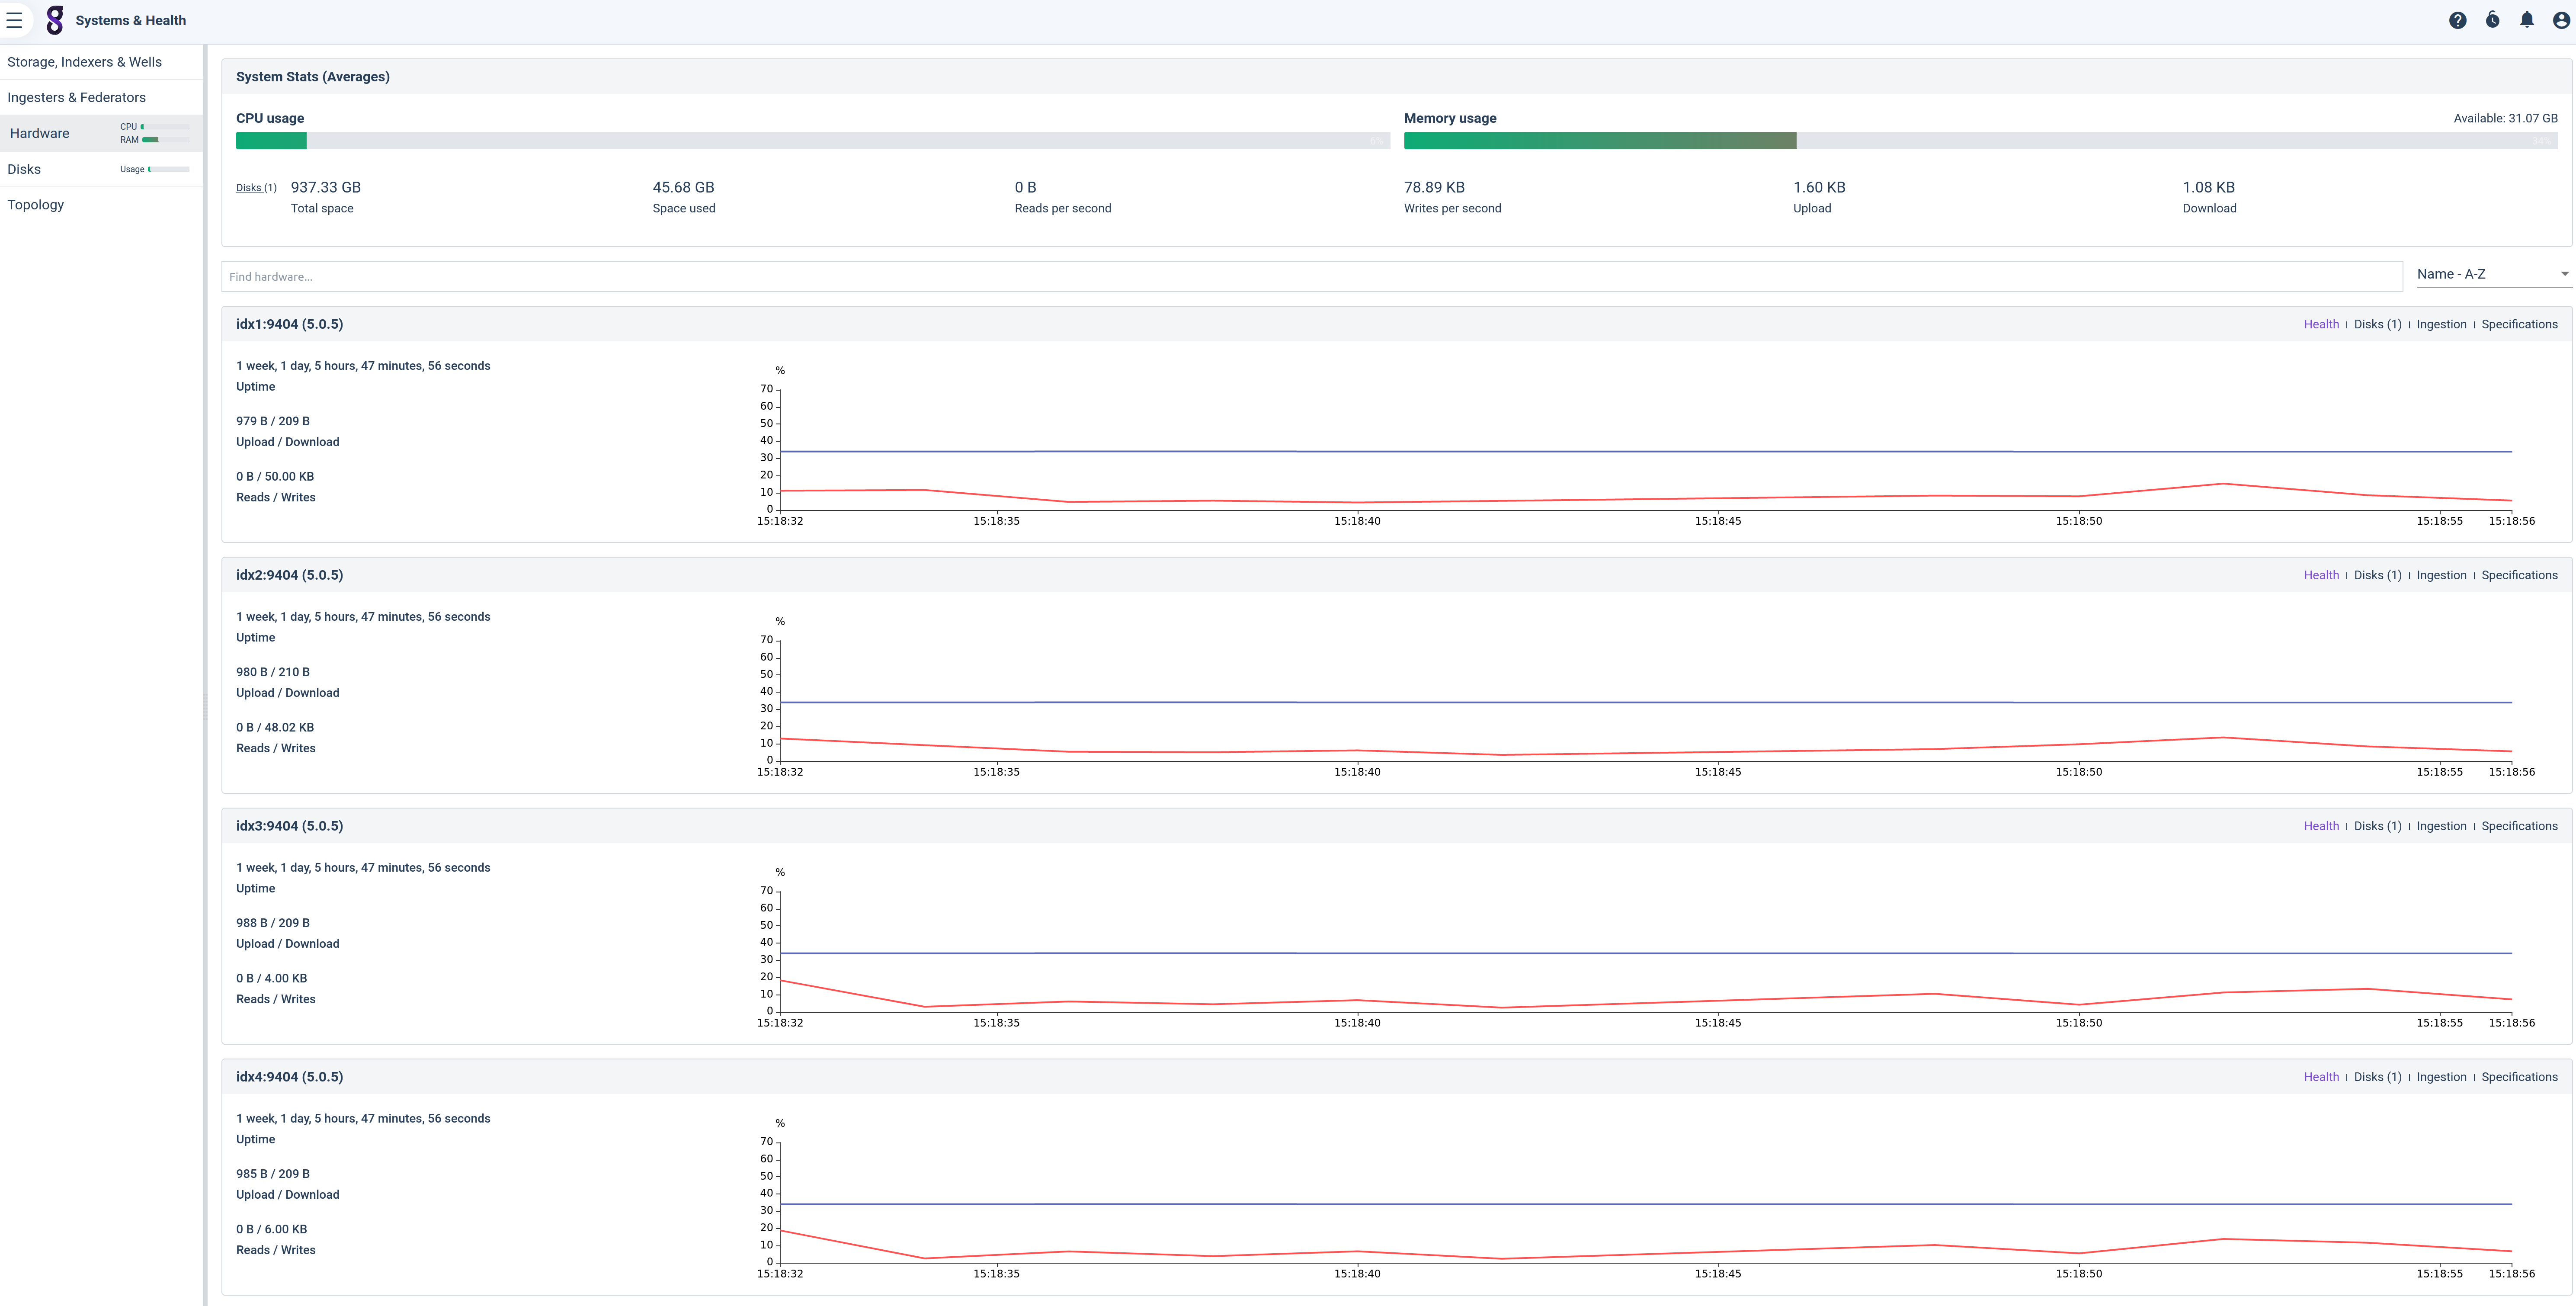 Systems & Health
Storage, Indexers & Wells
Ingesters & Federators
Hardware CPU RAM
Disks Usage
Topology
System Stats (Averages)
CPU usage
6%
Memory usage Available: 31.07 GB
34%
Disks (1) 937.33 GB 45.68 GB 0 B 78.89 KB 1.60 KB 1.08 KB
Total space Space used Reads per second Writes per second Upload Download
Find hardware...
Name - A-Z
idx1:9404 (5.0.5) Health Disks (1) Ingestion Specifications
1 week, 1 day, 5 hours, 47 minutes, 56 seconds
Uptime
979 B / 209 B
Upload / Download
0 B / 50.00 KB
Reads / Writes
%
70
60
50
40
30
20
10
0
15:18:32 15:18:35 15:18:40 15:18:45 15:18:50 15:18:55 15:18:56
idx2:9404 (5.0.5) Health Disks (1) Ingestion Specifications
1 week, 1 day, 5 hours, 47 minutes, 56 seconds
Uptime
980 B / 210 B
Upload / Download
0 B / 48.02 KB
Reads / Writes
%
70
60
50
40
30
20
10
0
15:18:32 15:18:35 15:18:40 15:18:45 15:18:50 15:18:55 15:18:56
idx3:9404 (5.0.5) Health Disks (1) Ingestion Specifications
1 week, 1 day, 5 hours, 47 minutes, 56 seconds
Uptime
988 B / 209 B
Upload / Download
0 B / 4.00 KB
Reads / Writes
%
70
60
50
40
30
20
10
0
15:18:32 15:18:35 15:18:40 15:18:45 15:18:50 15:18:55 15:18:56
idx4:9404 (5.0.5) Health Disks (1) Ingestion Specifications
1 week, 1 day, 5 hours, 47 minutes, 56 seconds
Uptime
985 B / 209 B
Upload / Download
0 B / 6.00 KB
Reads / Writes
%
70
60
50
40
30
20
10
0
15:18:32 15:18:35 15:18:40 15:18:45 15:18:50 15:18:55 15:18:56